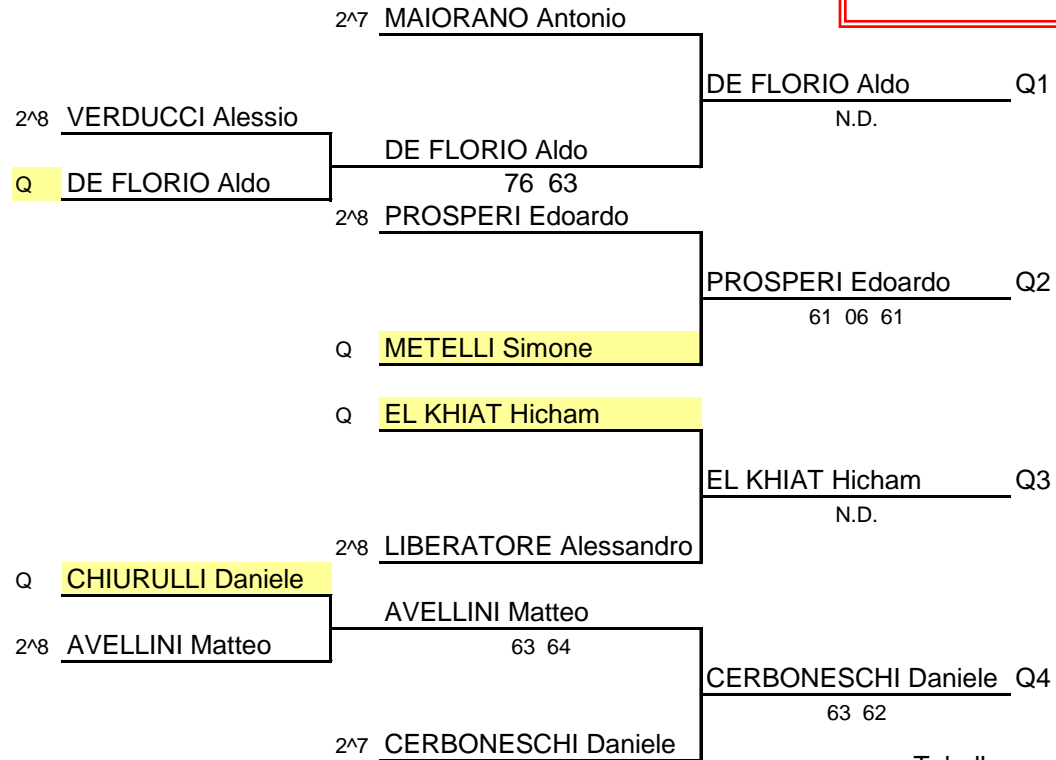 2^7 MAIORANO Antonio
DE FLORIO Aldo Q1
2^8 VERDUCCI Alessio
N.D.
DE FLORIO Aldo
Q DE FLORIO Aldo
76 63
2^8 PROSPERI Edoardo
PROSPERI Edoardo Q2
61 06 61
Q METELLI Simone
Q EL KHIAT Hicham
EL KHIAT Hicham Q3
N.D.
2^8 LIBERATORE Alessandro
Q CHIURULLI Daniele
AVELLINI Matteo
2^8 AVELLINI Matteo
63 64
CERBONESCHI Daniele Q4
63 62
2^7 CERBONESCHI Daniele